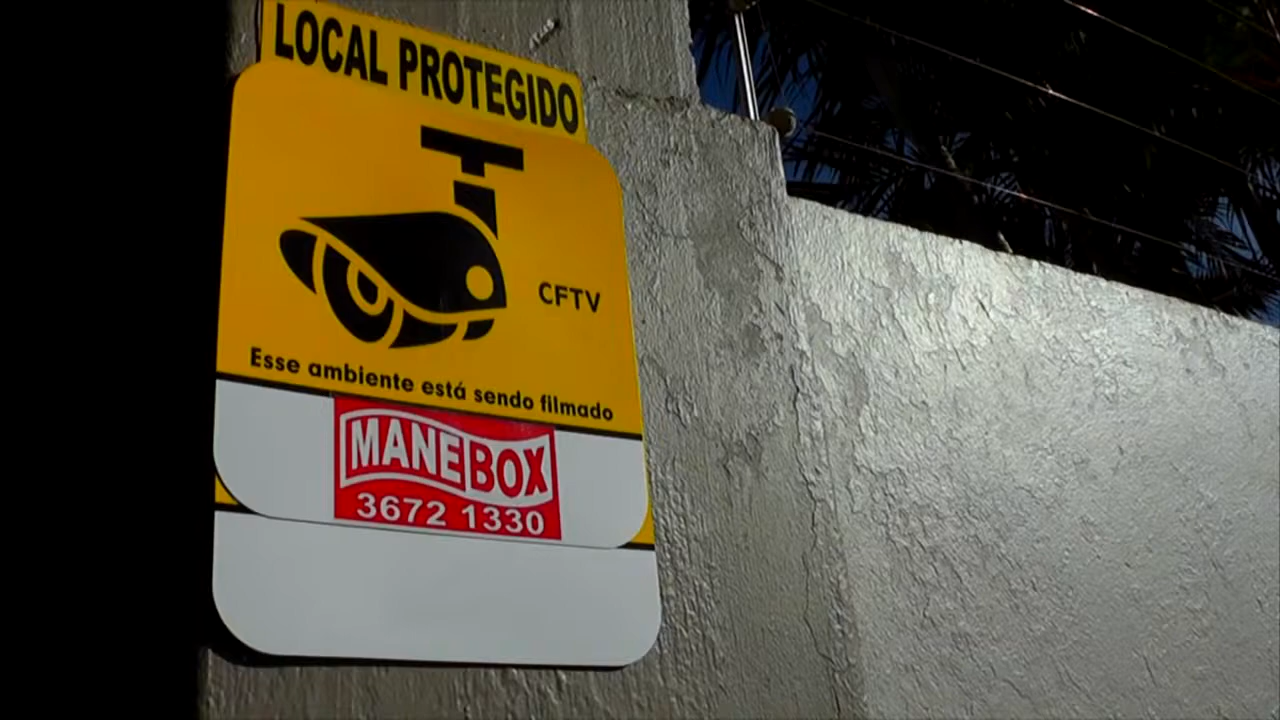 LOCAL PROTEGIDO
CFTV
Esse ambiente está sendo filmado
MANEBOX
3672 1330